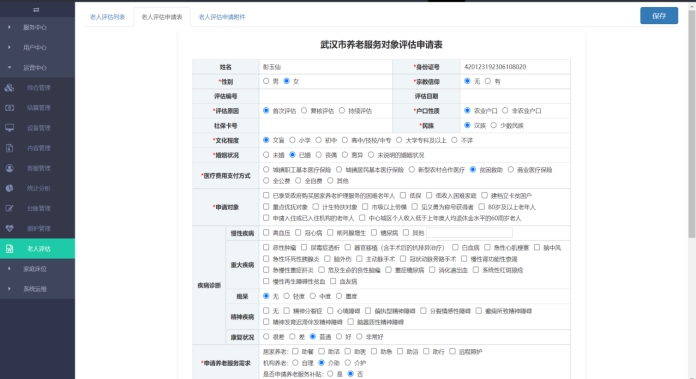 老人评估列表 老人评估申请表 老人评估申请附件 保存
服务中心
用户中心
运营中心
综合管理
结算管理
设备管理
内容管理
客服管理
统计分析
台账管理
老人评估
家庭床位
系统运维
武汉市养老服务对象评估申请表
姓名 彭玉仙 *身份证号 420123192306108020
*性别 男 女 *宗教信仰 无 有
评估编号 评估日期
*评估原因 首次评估 复核评估 持续评估 *户口性质 农业户口 非农业户口
社保卡号 *民族 汉族 少数民族
*文化程度 文盲 小学 初中 高中/技校/中专 大学专科及以上 不详
*婚姻状况 未婚 已婚 丧偶 离异 未说明的婚姻状况
*医疗费用支付方式 城镇职工基本医疗保险 城镇居民基本医疗保险 新型农村合作医疗 贫困救助 商业医疗保险
全公费 全自费 其他
*申请对象 已享受政府购买居家养老护理服务的困难老年人 低保 低收入困难家庭 建档立卡贫困户
重点优抚对象 计生特扶对象 市级以上劳模 见义勇为称号获得者 80岁及以上老年人
申请入住或已入住机构的老年人 中心城区个人收入低于上年度人均退休金水平的60周岁老人
疾病诊断 慢性疾病 高血压 冠心病 前列腺增生 糖尿病 其他
重大疾病 恶性肿瘤 尿毒症透析 器官移植（含手术后的抗排异治疗） 白血病 急性心肌梗塞 脑中风
急性坏死性胰腺炎 脑外伤 主动脉手术 冠状动脉旁路手术 慢性肾功能性衰竭
急慢性重症肝炎 危及生命的良性脑瘤 重症糖尿病 消化道出血 系统性红斑狼疮
慢性再生障碍性贫血 血友病
痴呆 无 轻度 中度 重度
精神疾病 无 精神分裂症 心境障碍 偏执型精神障碍 分裂情感性障碍 癫痫所致精神障碍
精神发育迟滞伴发精神障碍 脑器质性精神障碍
康复状况 很差 差 普通 好 非常好
*申请养老服务需求 居家养老: 助餐 助洁 助医 助急 助浴 助行 远程照护
机构养老: 自理 介助 介护
是否申请养老服务补贴: 是 否